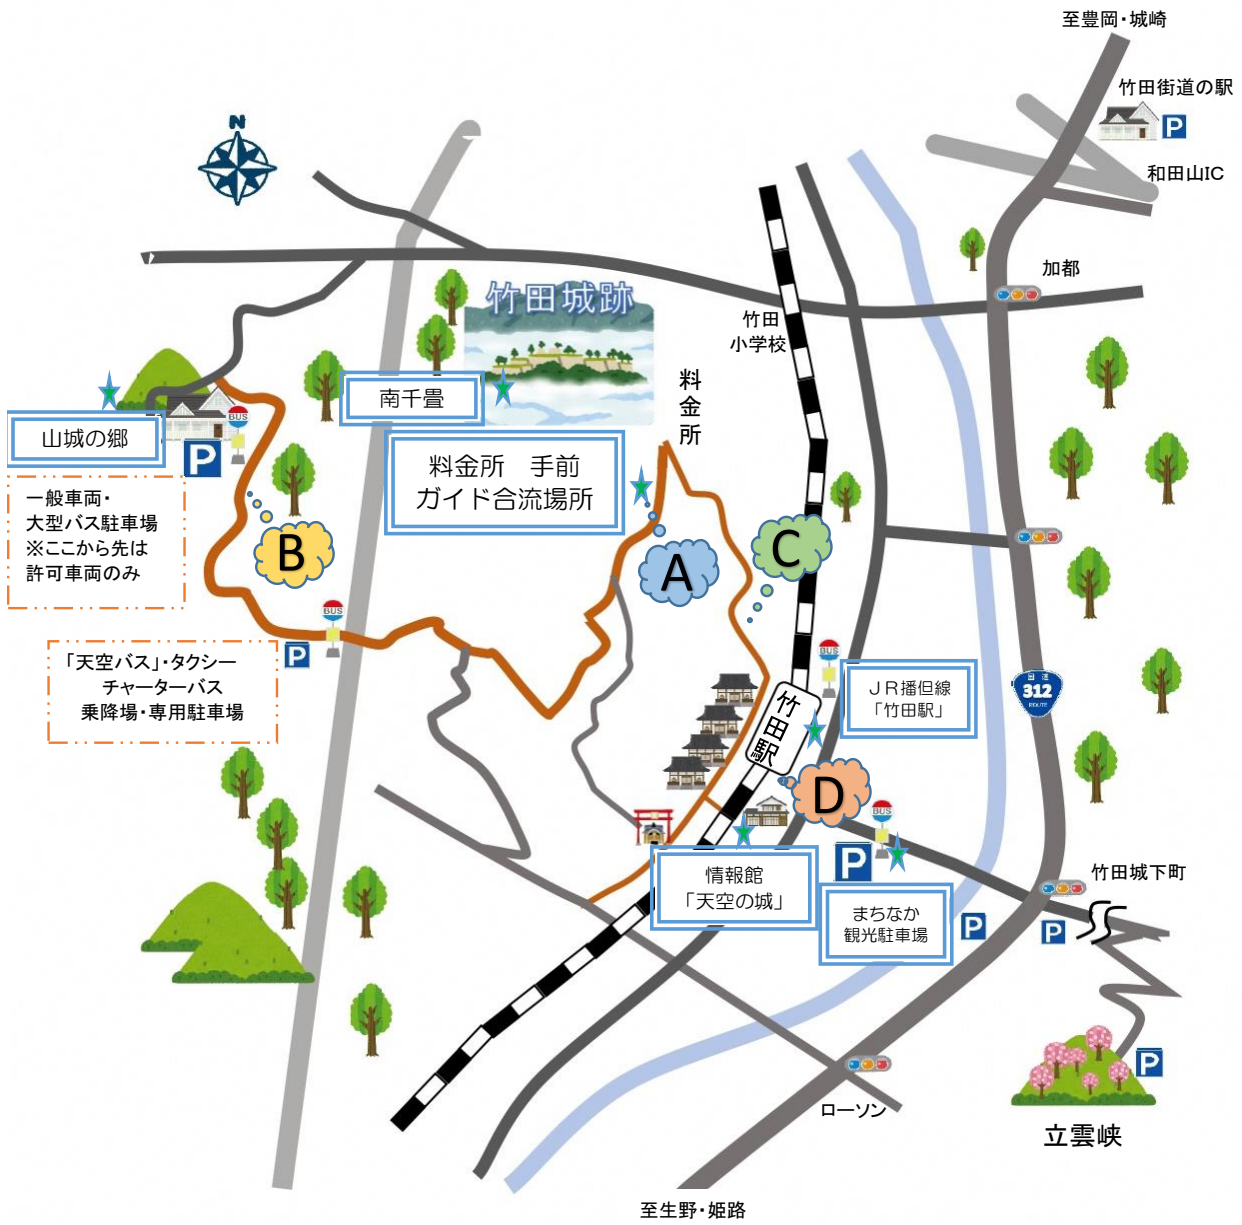 至豊岡・城崎
竹田街道の駅
P
和田山IC
N
加都
竹田城跡
竹田
小学校
料金所
南千畳
山城の郷
BUS
P
料金所　手前
ガイド合流場所
一般車両・
大型バス駐車場
※ここから先は
許可車両のみ
B
A
C
BUS
P
「天空バス」・タクシー
チャーターバス
乗降場・専用駐車場
BUS
ＪＲ播但線
「竹田駅」
国道
312
ROUTE
竹田駅
D
BUS
P
情報館
「天空の城」
まちなか
観光駐車場
竹田城下町
P
P
P
ローソン
立雲峡
至生野・姫路